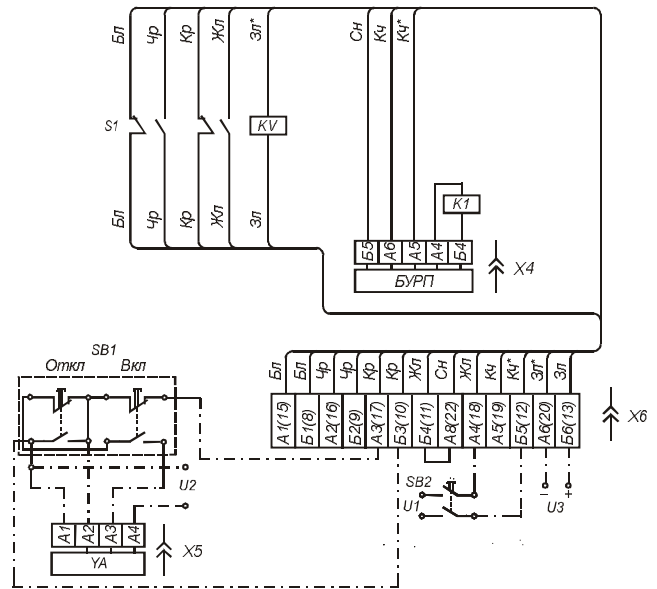 Бл Чр Кр Жл Зл* Сн Кч Кч*
S1 KV
K1
Бл Чр Кр Жл Зл
Б5 А6 А5 А4 Б4
X4
БУРП
SB1
Откл Вкл
Бл Бл Чр Чр Кр Кр Жл Сн Жл Кч Кч* Зл* Зл
А1(15) Б1(8) А2(16) Б2(9) А3(17) Б3(10) Б4(11) А8(22) А4(18) А5(19) Б5(12) А6(20) Б6(13)
X6
U2
SB2
U1
– +
U3
А1 А2 А3 А4
X5
YA